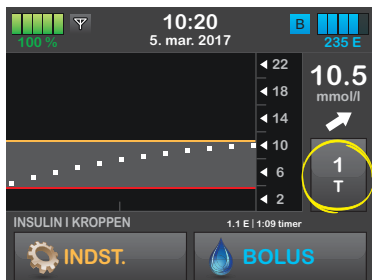 10:20
B
100 %
5. mar. 2017
235 E
22
10.5
mmol/l
18
14
10
6
2
1
T
INSULIN I KROPPEN
1.1 E | 1:09 timer
INDST.
BOLUS